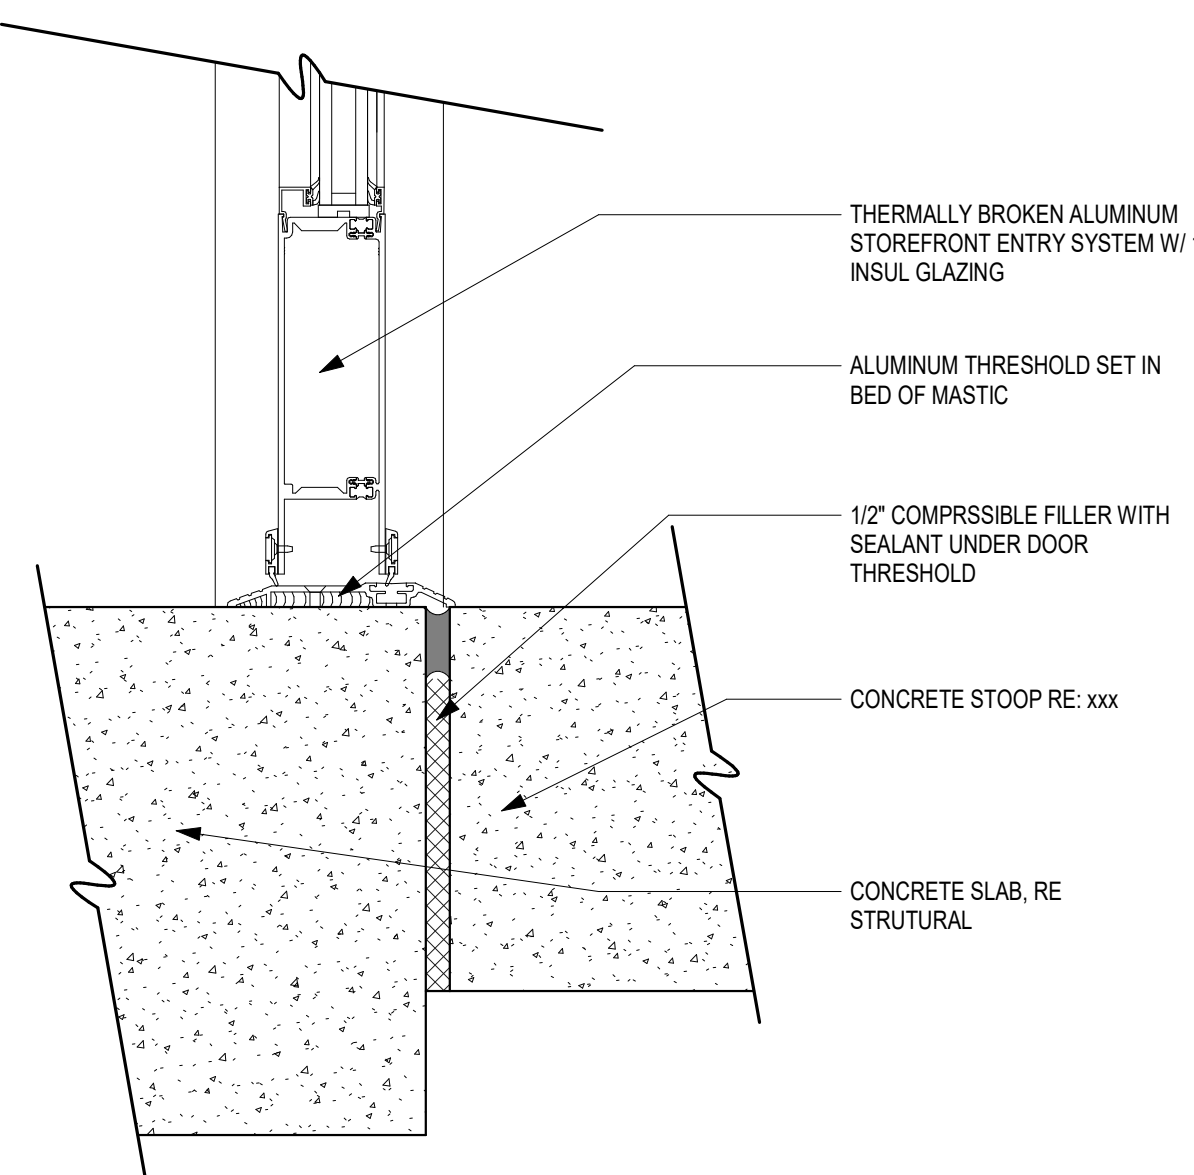 THERMALLY BROKEN ALUMINUM
STOREFRONT ENTRY SYSTEM W/
INSUL GLAZING
ALUMINUM THRESHOLD SET IN
BED OF MASTIC
1/2" COMPRSSIBLE FILLER WITH
SEALANT UNDER DOOR
THRESHOLD
CONCRETE STOOP RE: xxx
CONCRETE SLAB, RE
STRUTURAL